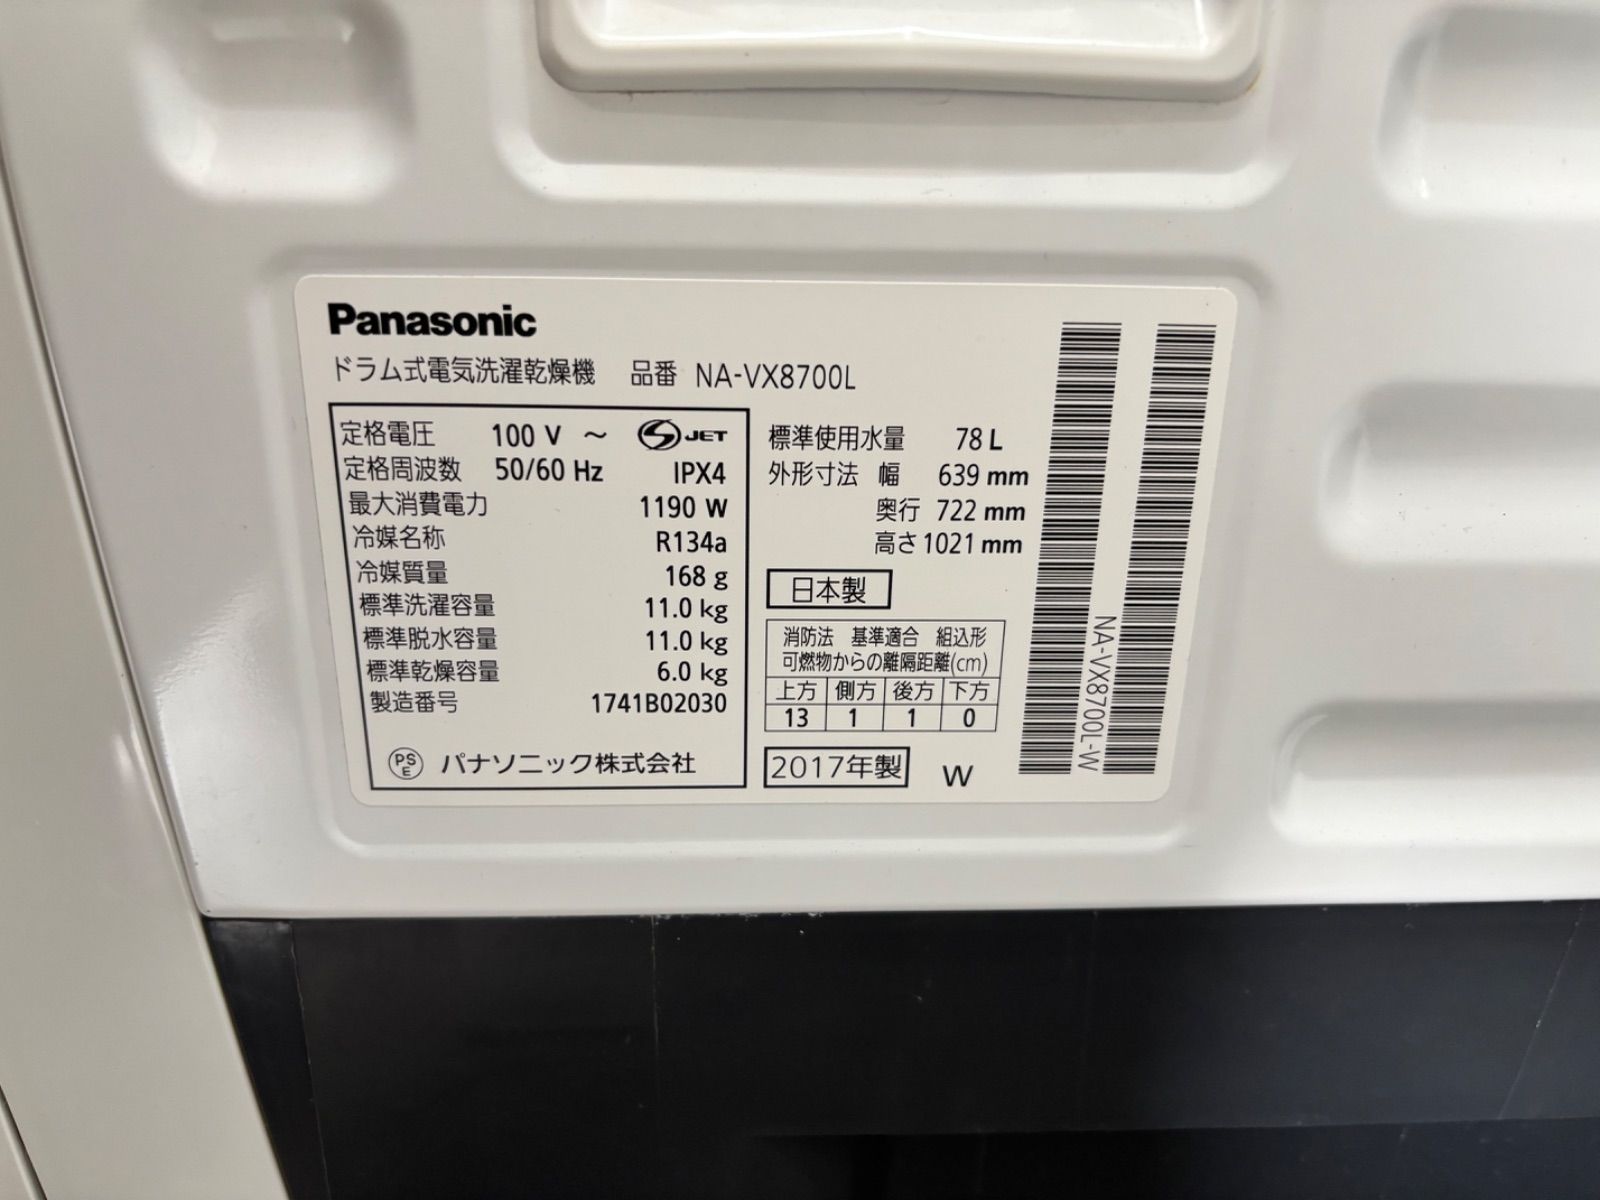 Panasonic
ドラム式電気洗濯乾燥機 品番 NA-VX8700L
定格電圧 100 V ～ S JET
定格周波数 50/60 Hz IPX4
最大消費電力 1190 W
冷媒名称 R134a
冷媒質量 168 g
標準洗濯容量 11.0 kg
標準脱水容量 11.0 kg
標準乾燥容量 6.0 kg
製造番号 1741B02030
PSE パナソニック株式会社
標準使用水量 78 L
外形寸法 幅 639 mm
奥行 722 mm
高さ 1021 mm
日本製
消防法 基準適合 組込形
可燃物からの離隔距離(cm)
上方 側方 後方 下方
13 1 1 0
2017年製 W
NA-VX8700L-W